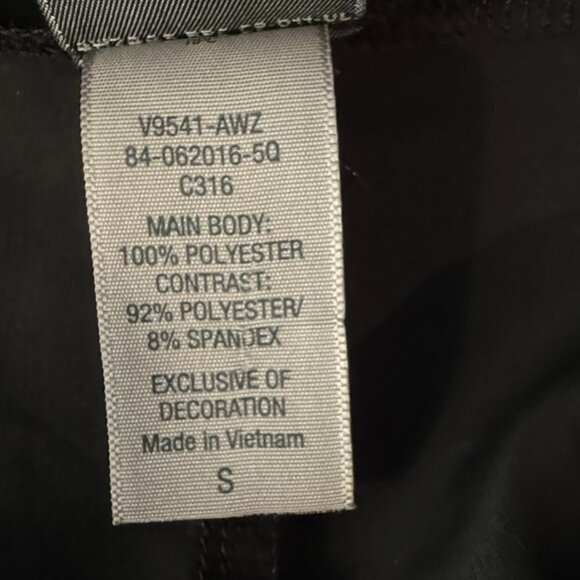 V9541-AWZ
84-062016-5Q
C316
MAIN BODY:
100% POLYESTER
CONTRAST:
92% POLYESTER/
8% SPANDEX
EXCLUSIVE OF
DECORATION
Made in Vietnam
S